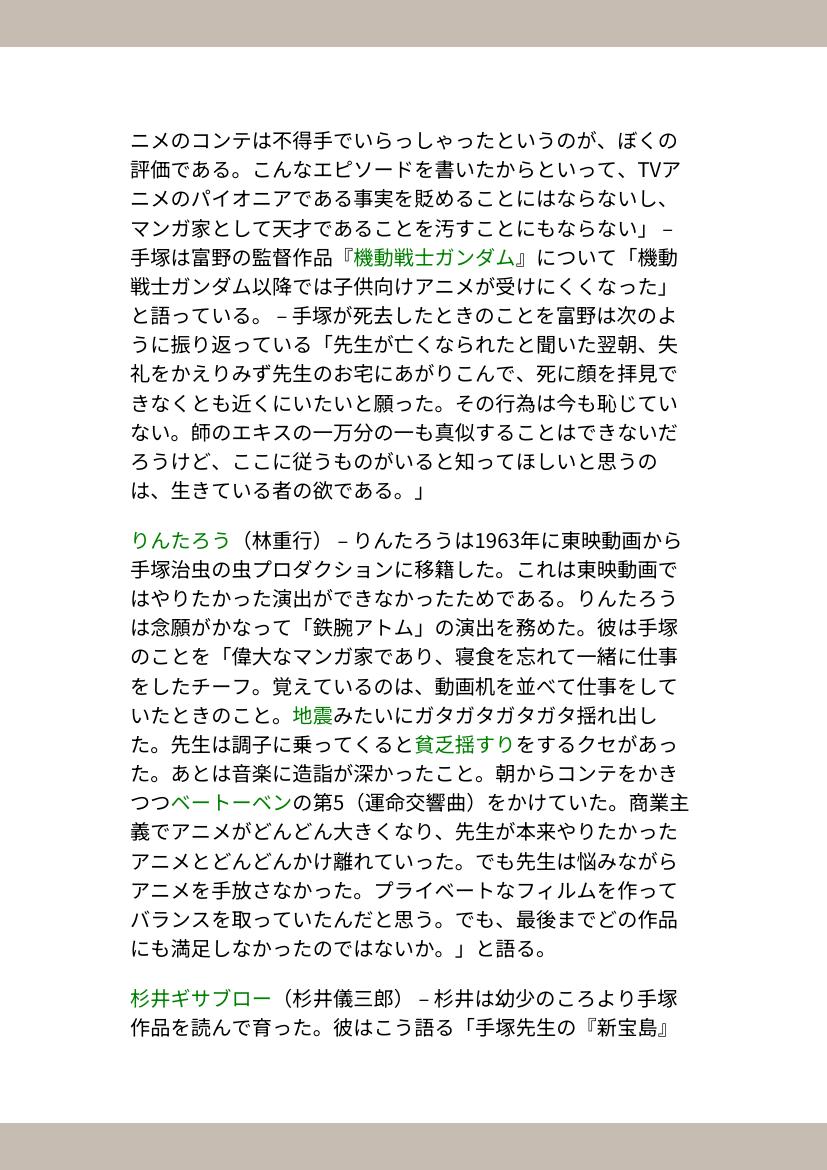 ニメのコンテは不得手でいらっしゃったというのが、ぼくの
評価である。こんなエピソードを書いたからといって、TVア
ニメのパイオニアである事実を貶めることにはならないし、
マンガ家として天才であることを汚すことにもならない」 –
手塚は富野の監督作品『機動戦士ガンダム』について「機動
戦士ガンダム以降では子供向けアニメが受けにくくなった」
と語っている。 – 手塚が死去したときのことを富野は次のよ
うに振り返っている「先生が亡くなられたと聞いた翌朝、失
礼をかえりみず先生のお宅にあがりこんで、死に顔を拝見で
きなくとも近くにいたいと願った。その行為は今も恥じてい
ない。師のエキスの一万分の一も真似することはできないだ
ろうけど、ここに従うものがいると知ってほしいと思うの
は、生きている者の欲である。」
りんたろう（林重行） – りんたろうは1963年に東映動画から
手塚治虫の虫プロダクションに移籍した。これは東映動画で
はやりたかった演出ができなかったためである。りんたろう
は念願がかなって「鉄腕アトム」の演出を務めた。彼は手塚
のことを「偉大なマンガ家であり、寝食を忘れて一緒に仕事
をしたチーフ。覚えているのは、動画机を並べて仕事をして
いたときのこと。地震みたいにガタガタガタガタ揺れ出し
た。先生は調子に乗ってくると貧乏揺すりをするクセがあっ
た。あとは音楽に造詣が深かったこと。朝からコンテをかき
つつベートーベンの第5（運命交響曲）をかけていた。商業主
義でアニメがどんどん大きくなり、先生が本来やりたかった
アニメとどんどんかけ離れていった。でも先生は悩みながら
アニメを手放さなかった。プライベートなフィルムを作って
バランスを取っていたんだと思う。でも、最後までどの作品
にも満足しなかったのではないか。」と語る。
杉井ギサブロー（杉井儀三郎） – 杉井は幼少のころより手塚
作品を読んで育った。彼はこう語る「手塚先生の『新宝島』